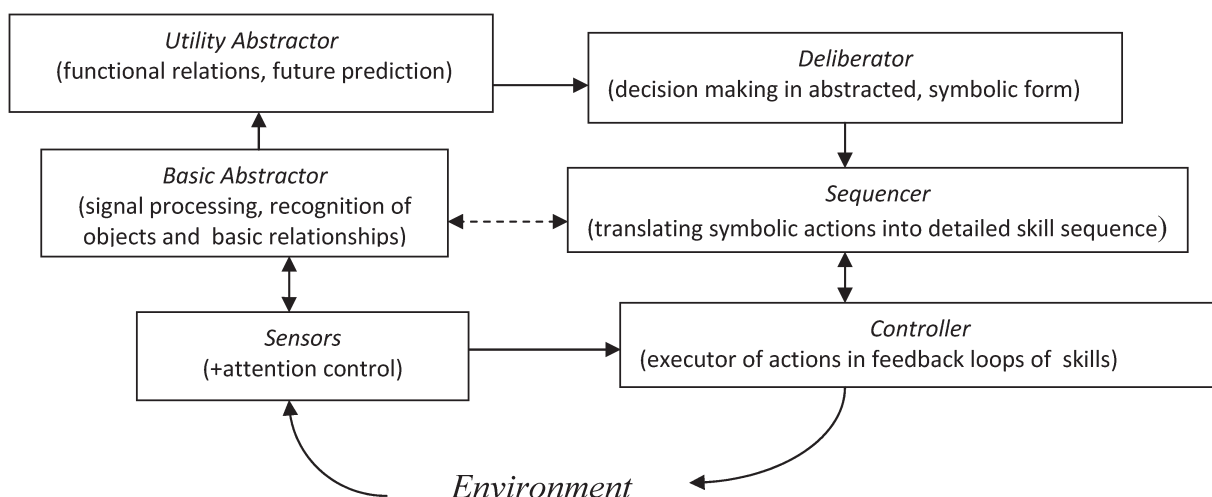 Utility Abstractor
(functional relations, future prediction)
Deliberator
(decision making in abstracted, symbolic form)
Basic Abstractor
(signal processing, recognition of
objects and basic relationships)
Sequencer
(translating symbolic actions into detailed skill sequence)
Sensors
(+attention control)
Controller
(executor of actions in feedback loops of skills)
Environment